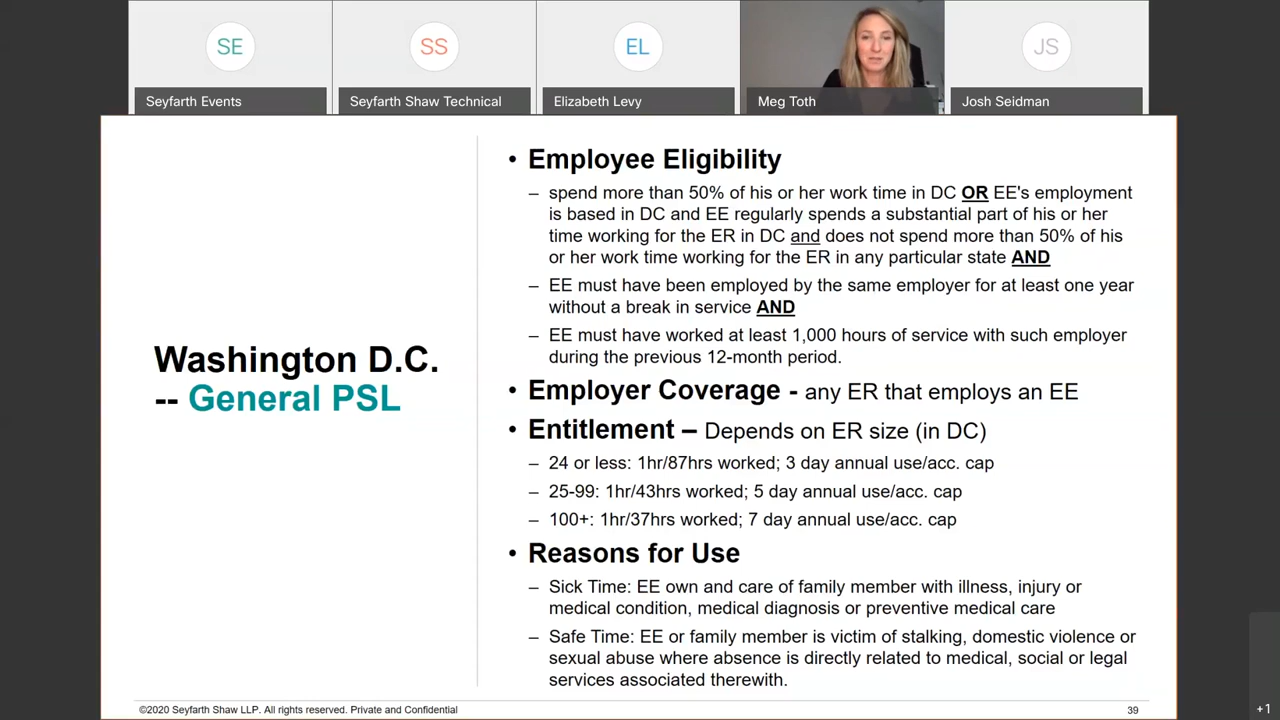 SE
SS
EL
JS
Seyfarth Events
Seyfarth Shaw Technical
Elizabeth Levy
Meg Toth
Josh Seidman
Washington D.C.
-- General PSL
• Employee Eligibility
– spend more than 50% of his or her work time in DC OR EE's employment
is based in DC and EE regularly spends a substantial part of his or her
time working for the ER in DC and does not spend more than 50% of his
or her work time working for the ER in any particular state AND
– EE must have been employed by the same employer for at least one year
without a break in service AND
– EE must have worked at least 1,000 hours of service with such employer
during the previous 12-month period.
• Employer Coverage - any ER that employs an EE
• Entitlement – Depends on ER size (in DC)
– 24 or less: 1hr/87hrs worked; 3 day annual use/acc. cap
– 25-99: 1hr/43hrs worked; 5 day annual use/acc. cap
– 100+: 1hr/37hrs worked; 7 day annual use/acc. cap
• Reasons for Use
– Sick Time: EE own and care of family member with illness, injury or
medical condition, medical diagnosis or preventive medical care
– Safe Time: EE or family member is victim of stalking, domestic violence or
sexual abuse where absence is directly related to medical, social or legal
services associated therewith.
©2020 Seyfarth Shaw LLP. All rights reserved. Private and Confidential
39
+1